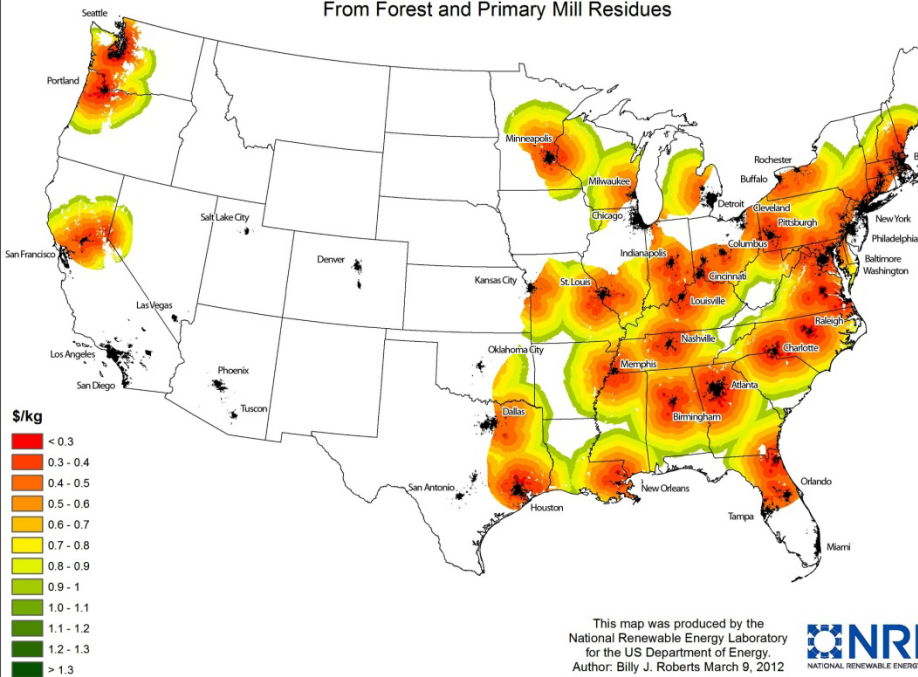 From Forest and Primary Mill Residues
Seattle
Portland
Minneapolis
Milwaukee
Chicago
Detroit
Rochester
Buffalo
Cleveland
Pittsburgh
New York
Philadelphia
Baltimore
Washington
Columbus
Indianapolis
Cincinnati
Louisville
St. Louis
Kansas City
Salt Lake City
San Francisco
Denver
Las Vegas
Los Angeles
San Diego
Phoenix
Tuscon
Oklahoma City
Nashville
Memphis
Raleigh
Charlotte
Atlanta
Birmingham
Dallas
San Antonio
Houston
New Orleans
Orlando
Tampa
Miami
$/kg
< 0.3
0.3 - 0.4
0.4 - 0.5
0.5 - 0.6
0.6 - 0.7
0.7 - 0.8
0.8 - 0.9
0.9 - 1
1.0 - 1.1
1.1 - 1.2
1.2 - 1.3
> 1.3
This map was produced by the
National Renewable Energy Laboratory
for the US Department of Energy.
Author: Billy J. Roberts March 9, 2012
NRE
NATIONAL RENEWABLE ENERGY